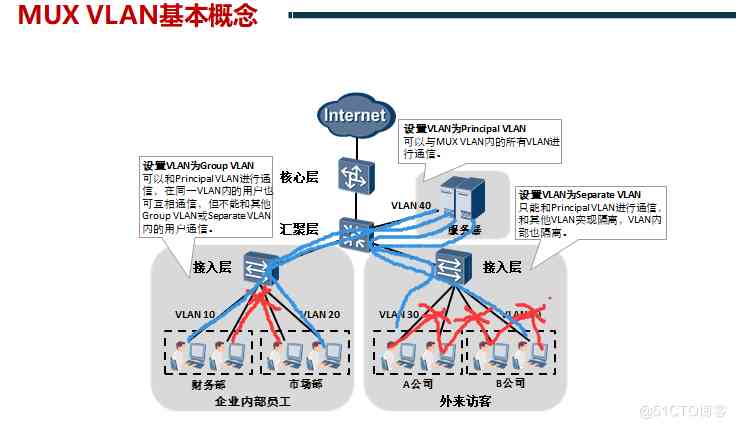 MUX VLAN基本概念
Internet
设置VLAN为Principal VLAN
可以与MUX VLAN内的所有VLAN进
行通信。
设置VLAN为Group VLAN
可以和Principal VLAN进行通
信，在同一VLAN内的用户也
可互相通信，但不能和其他
Group VLAN或Separate VLAN
内的用户通信。
核心层
设置VLAN为Separate VLAN
只能和Principal VLAN进行通信，
和其他VLAN实现隔离，VLAN内
部也隔离。
VLAN 40
汇聚层
服务器
接入层
接入层
VLAN 10
VLAN 20
VLAN 30
VLAN
财务部
市场部
A公司
B公司
企业内部员工
外来访客
@51CTO博客